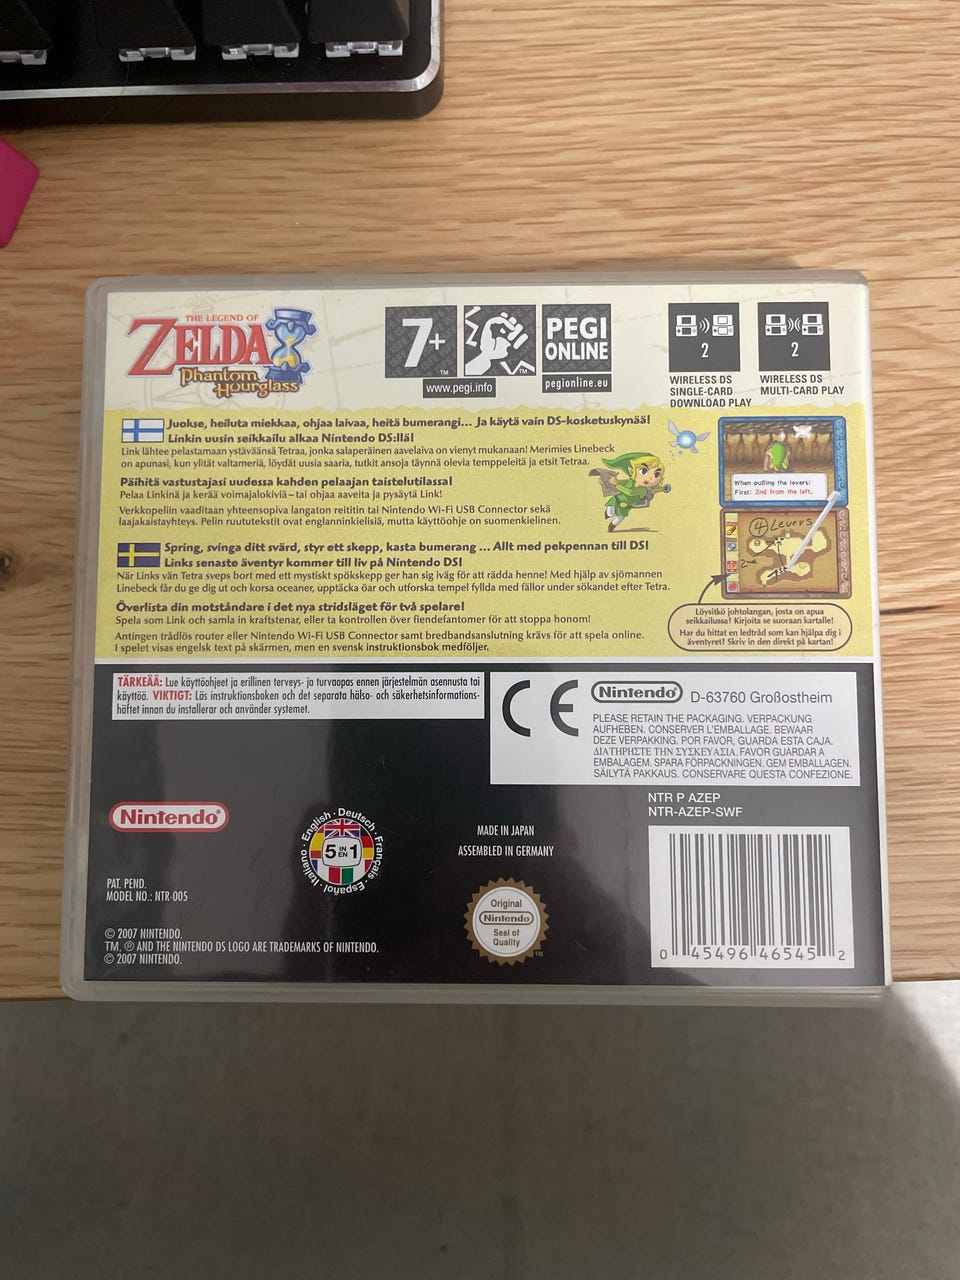 THE LEGEND OF
ZELDA
Phantom
Hourglass
7+
TM
TM
www.pegi.info
PEGI
ONLINE
pegionline.eu
2
WIRELESS DS
SINGLE-CARD
DOWNLOAD PLAY
2
WIRELESS DS
MULTI-CARD PLAY
Juokse, heiluta miekkaa, ohjaa laivaa, heitä bumerangi... Ja käytä vain DS-kosketuskynää!
Linkin uusin seikkailu alkaa Nintendo DS:llä!
Link lähtee pelastamaan ystäväänsä Tetraa, jonka salaperäinen aavelaiva on vienyt mukanaan! Merimies Linebeck
on apunasi, kun ylität valtameriä, löydät uusia saaria, tutkit ansoja täynnä olevia temppeleitä ja etsit Tetraa.
Päihitä vastustajasi uudessa kahden pelaajan taistelutilassa!
Pelaa Linkinä ja kerää voimajalokiviä – tai ohjaa aaveita ja pysäytä Link!
Verkkopeliin vaaditaan yhteensopiva langaton reititin tai Nintendo Wi-Fi USB Connector sekä
laajakaistayhteys. Pelin ruututekstit ovat englanninkielisiä, mutta käyttöohje on suomenkielinen.
Spring, svinga ditt svärd, styr ett skepp, kasta bumerang ... Allt med pekpennan till DS!
Links senaste äventyr kommer till liv på Nintendo DS!
När Links vän Tetra sveps bort med ett mystiskt spökskepp ger han sig iväg för att rädda henne! Med hjälp av sjömannen
Linebeck får du ge dig ut och korsa oceaner, upptäcka öar och utforska tempel fyllda med fällor under sökandet efter Tetra.
Överlista din motståndare i det nya stridsläget för två spelare!
Spela som Link och samla in kraftstenar, eller ta kontrollen över fiendefantomer för att stoppa honom!
Antingen trådlös router eller Nintendo Wi-Fi USB Connector samt bredbandsanslutning krävs för att spela online.
I spelet visas engelsk text på skärmen, men en svensk instruktionsbok medföljer.
When pulling the levers:
First: 2nd from the left,
4 Levers
2nd
Löysitkö johtolangan, josta on apua
seikkailussa? Kirjoita se suoraan kartalle!
Har du hittat en ledtråd som kan hjälpa dig i
äventyret? Skriv in den direkt på kartan!
TÄRKEÄÄ: Lue käyttöohjeet ja erillinen terveys- ja turvaopas ennen järjestelmän asennusta tai
käyttöä. VIKTIGT: Läs instruktionsboken och det separata hälso- och säkerhetsinformations-
häftet innan du installerar och använder systemet.
CE
Nintendo®
D-63760 Großostheim
PLEASE RETAIN THE PACKAGING. VERPACKUNG
AUFHEBEN. CONSERVER L'EMBALLAGE. BEWAAR
DEZE VERPAKKING. POR FAVOR, GUARDA ESTA CAJA.
ΔΙΑΤΗΡΗΣΤΕ ΤΗΝ ΣΥΣΚΕΥΑΣΙΑ. FAVOR GUARDAR A
EMBALAGEM. SPARA FÖRPACKNINGEN. GEM EMBALLAGEN.
SÄILYTÄ PAKKAUS. CONSERVARE QUESTA CONFEZIONE.
NTR P AZEP
NTR-AZEP-SWF
Nintendo®
English · Deutsch · Français · Español · Italiano ·
5 IN EN 1
MADE IN JAPAN
ASSEMBLED IN GERMANY
PAT. PEND.
MODEL NO.: NTR-005
Original
Nintendo
Seal of
Quality
TM
© 2007 NINTENDO.
TM, ® AND THE NINTENDO DS LOGO ARE TRADEMARKS OF NINTENDO.
© 2007 NINTENDO.
0 45496 46545 2